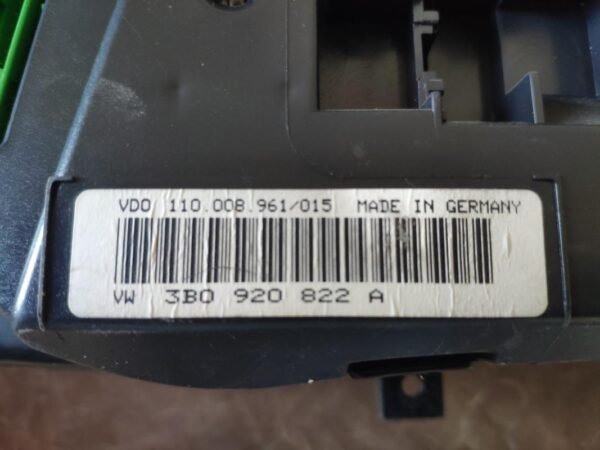 VDO 110.008.961/015 MADE IN GERMANY
VW 3B0 920 822 A